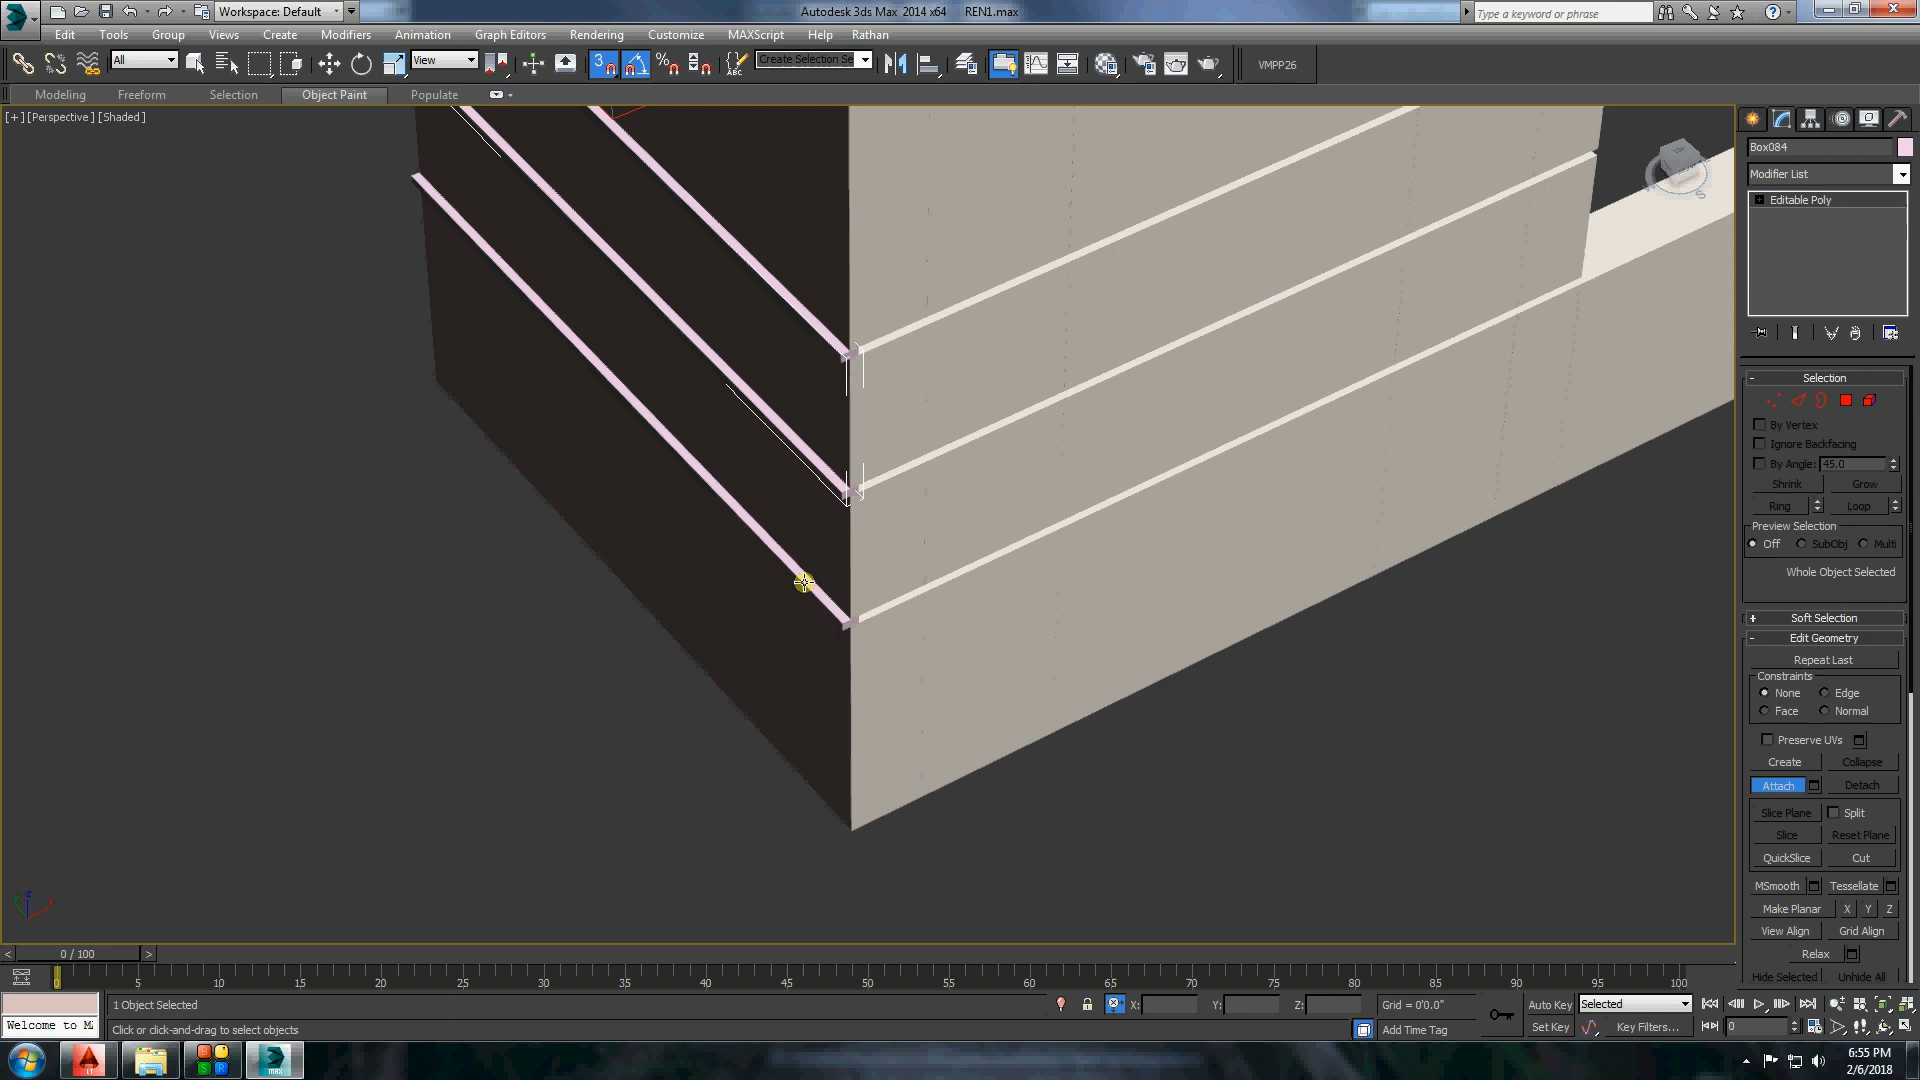 Workspace: Default
Autodesk 3ds Max 2014 x64 REN1.max
Type a keyword or phrase
Edit Tools Group Views Create Modifiers Animation Graph Editors Rendering Customize MAXScript Help Rathan
All
View
3
ABC
Create Selection Se
VMPP26
Modeling Freeform Selection Object Paint Populate
[+] [Perspective] [Shaded]
Box084
Modifier List
Editable Poly
Selection
By Vertex
Ignore Backfacing
By Angle: 45.0
Shrink Grow
Ring Loop
Preview Selection
Off SubObj Multi
Whole Object Selected
Soft Selection
Edit Geometry
Repeat Last
Constraints
None Edge
Face Normal
Preserve UVs
Create Collapse
Attach Detach
Slice Plane Split
Slice Reset Plane
QuickSlice Cut
MSmooth Tessellate
Make Planar X Y Z
View Align Grid Align
Relax
Hide Selected Unhide All
0 / 100
0 5 10 15 20 25 30 35 40 45 50 55 60 65 70 75 80 85 90 95 100
1 Object Selected
X: Y: Z: Grid = 0'0.0"
Auto Key Selected
Welcome to M
Click or click-and-drag to select objects
Add Time Tag
Set Key Key Filters... 0
6:55 PM
2/6/2018